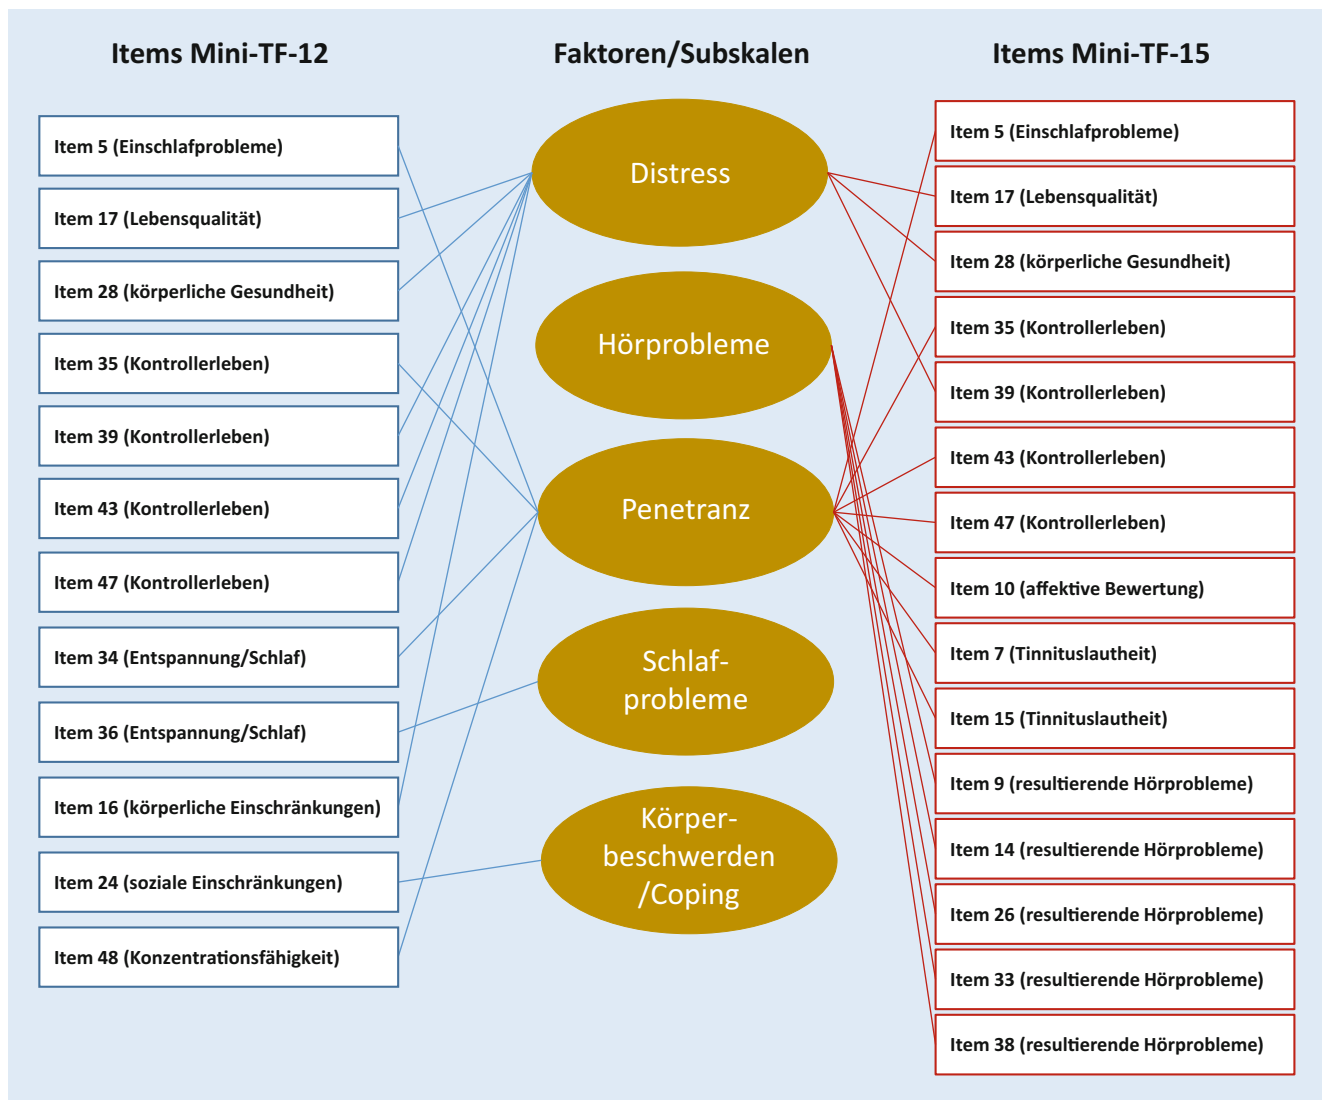 Items Mini-TF-12
Item 5 (Einschlafprobleme)
Item 17 (Lebensqualität)
Item 28 (körperliche Gesundheit)
Item 35 (Kontrollerleben)
Item 39 (Kontrollerleben)
Item 43 (Kontrollerleben)
Item 47 (Kontrollerleben)
Item 34 (Entspannung/Schlaf)
Item 36 (Entspannung/Schlaf)
Item 16 (körperliche Einschränkungen)
Item 24 (soziale Einschränkungen)
Item 48 (Konzentrationsfähigkeit)
Faktoren/Subskalen
Distress
Hörprobleme
Penetranz
Schlaf-
probleme
Körper-
beschwerden
/Coping
Items Mini-TF-15
Item 5 (Einschlafprobleme)
Item 17 (Lebensqualität)
Item 28 (körperliche Gesundheit)
Item 35 (Kontrollerleben)
Item 39 (Kontrollerleben)
Item 43 (Kontrollerleben)
Item 47 (Kontrollerleben)
Item 10 (affektive Bewertung)
Item 7 (Tinnituslautheit)
Item 15 (Tinnituslautheit)
Item 9 (resultierende Hörprobleme)
Item 14 (resultierende Hörprobleme)
Item 26 (resultierende Hörprobleme)
Item 33 (resultierende Hörprobleme)
Item 38 (resultierende Hörprobleme)